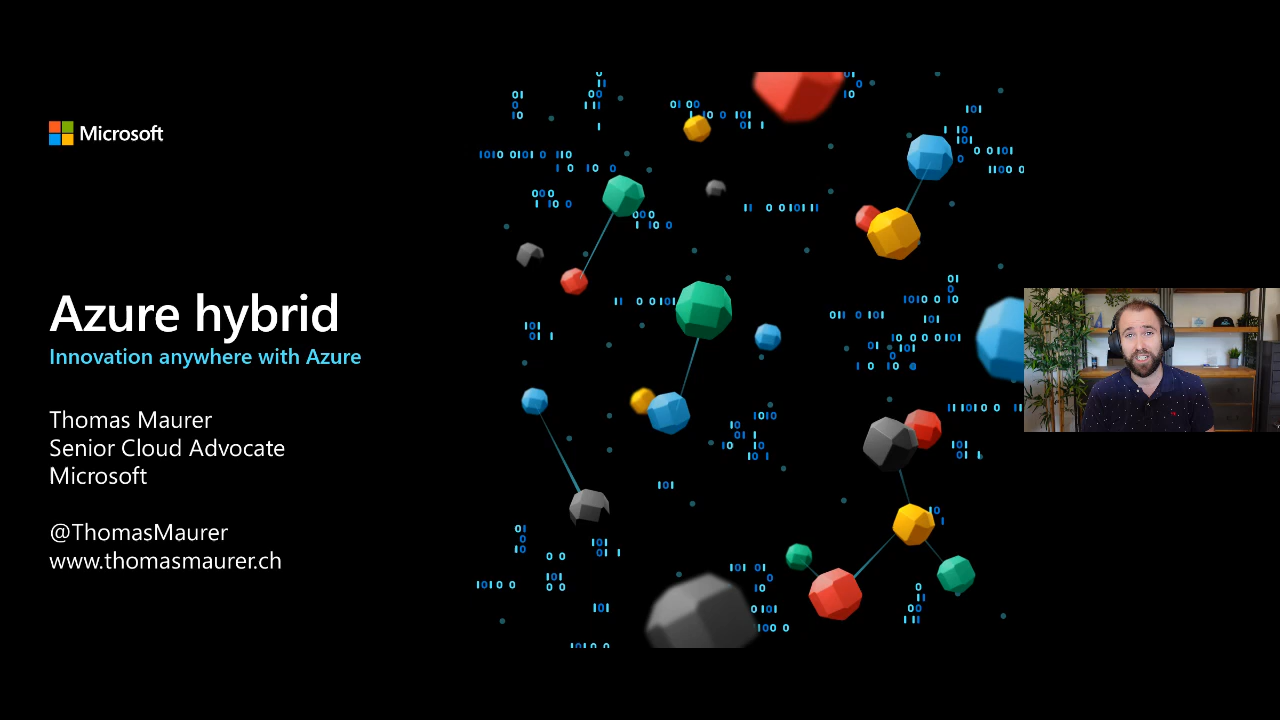 Microsoft
Azure hybrid
Innovation anywhere with Azure
Thomas Maurer
Senior Cloud Advocate
Microsoft
@ThomasMaurer
www.thomasmaurer.ch